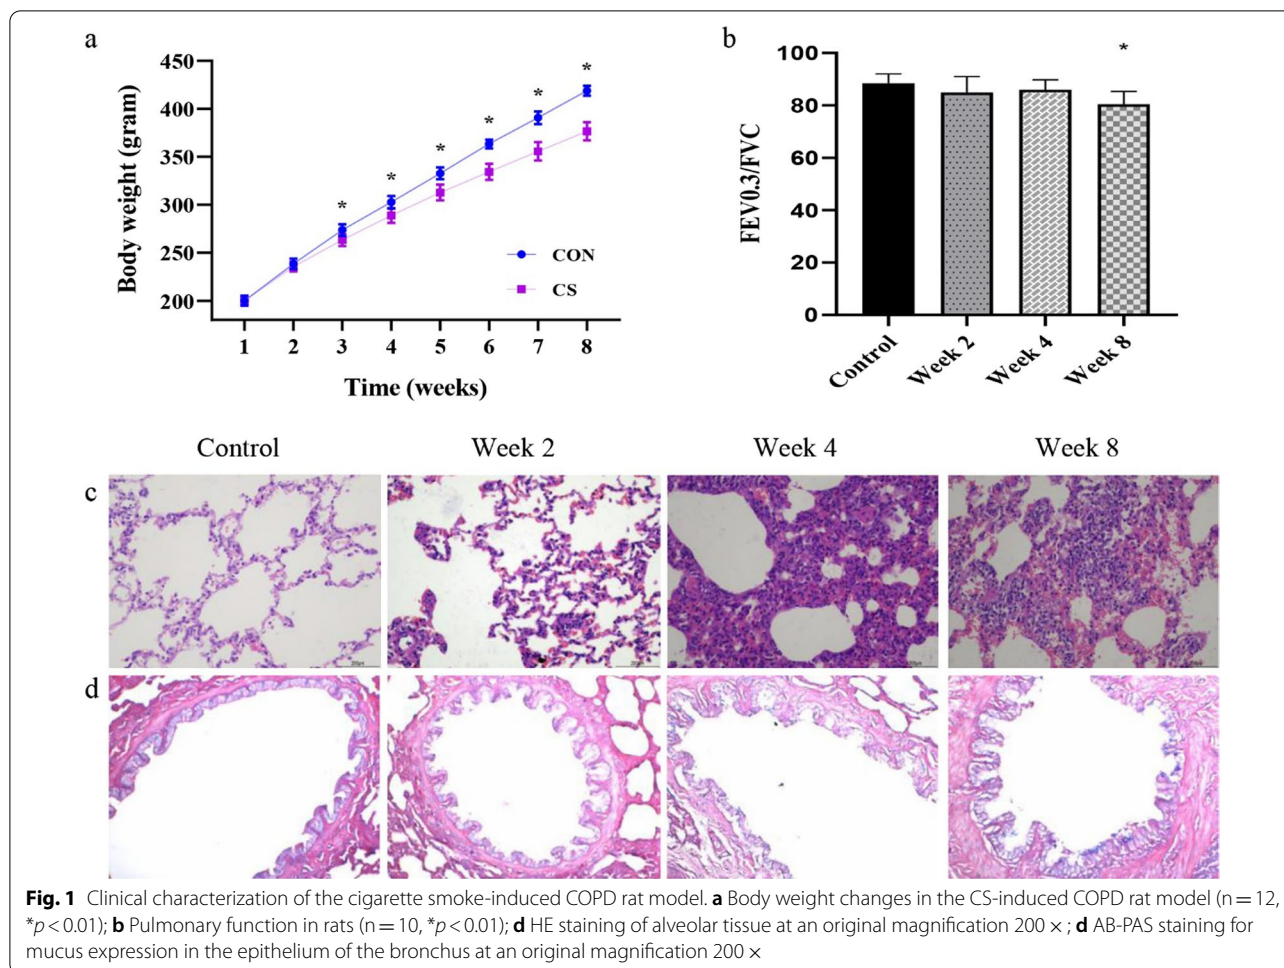 a
Body weight (gram)
450
400
350
300
250
200
* * * * * *
CON
CS
1 2 3 4 5 6 7 8
Time (weeks)
b
FEV0.3/FVC
100
80
60
40
20
0
*
Control Week 2 Week 4 Week 8
Control Week 2 Week 4 Week 8
c
d
Fig. 1 Clinical characterization of the cigarette smoke-induced COPD rat model. a Body weight changes in the CS-induced COPD rat model (n = 12,
*p < 0.01); b Pulmonary function in rats (n = 10, *p < 0.01); d HE staining of alveolar tissue at an original magnification 200 ×; d AB-PAS staining for
mucus expression in the epithelium of the bronchus at an original magnification 200 ×